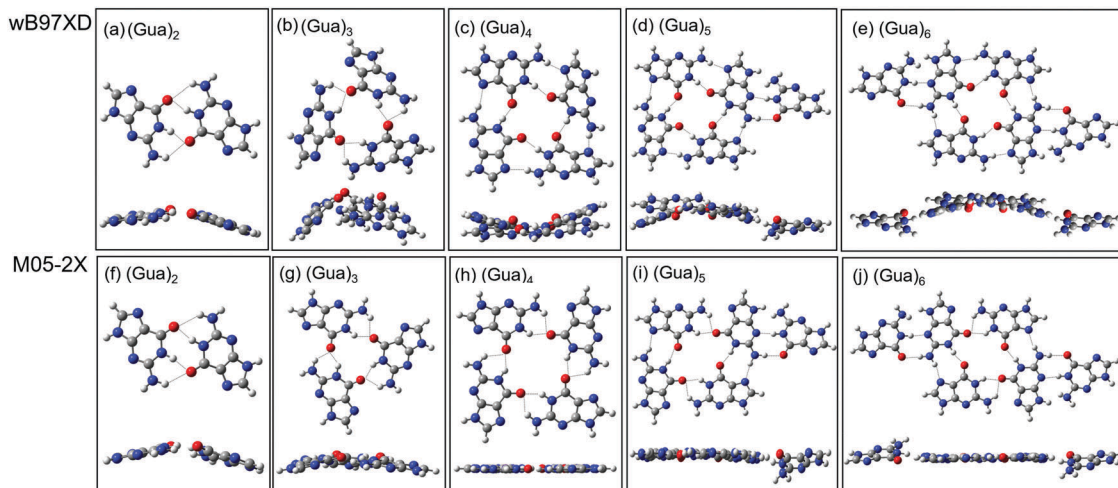 wB97XD
(a) (Gua)₂
(b) (Gua)₃
(c) (Gua)₄
(d) (Gua)₅
(e) (Gua)₆
M05-2X
(f) (Gua)₂
(g) (Gua)₃
(h) (Gua)₄
(i) (Gua)₅
(j) (Gua)₆